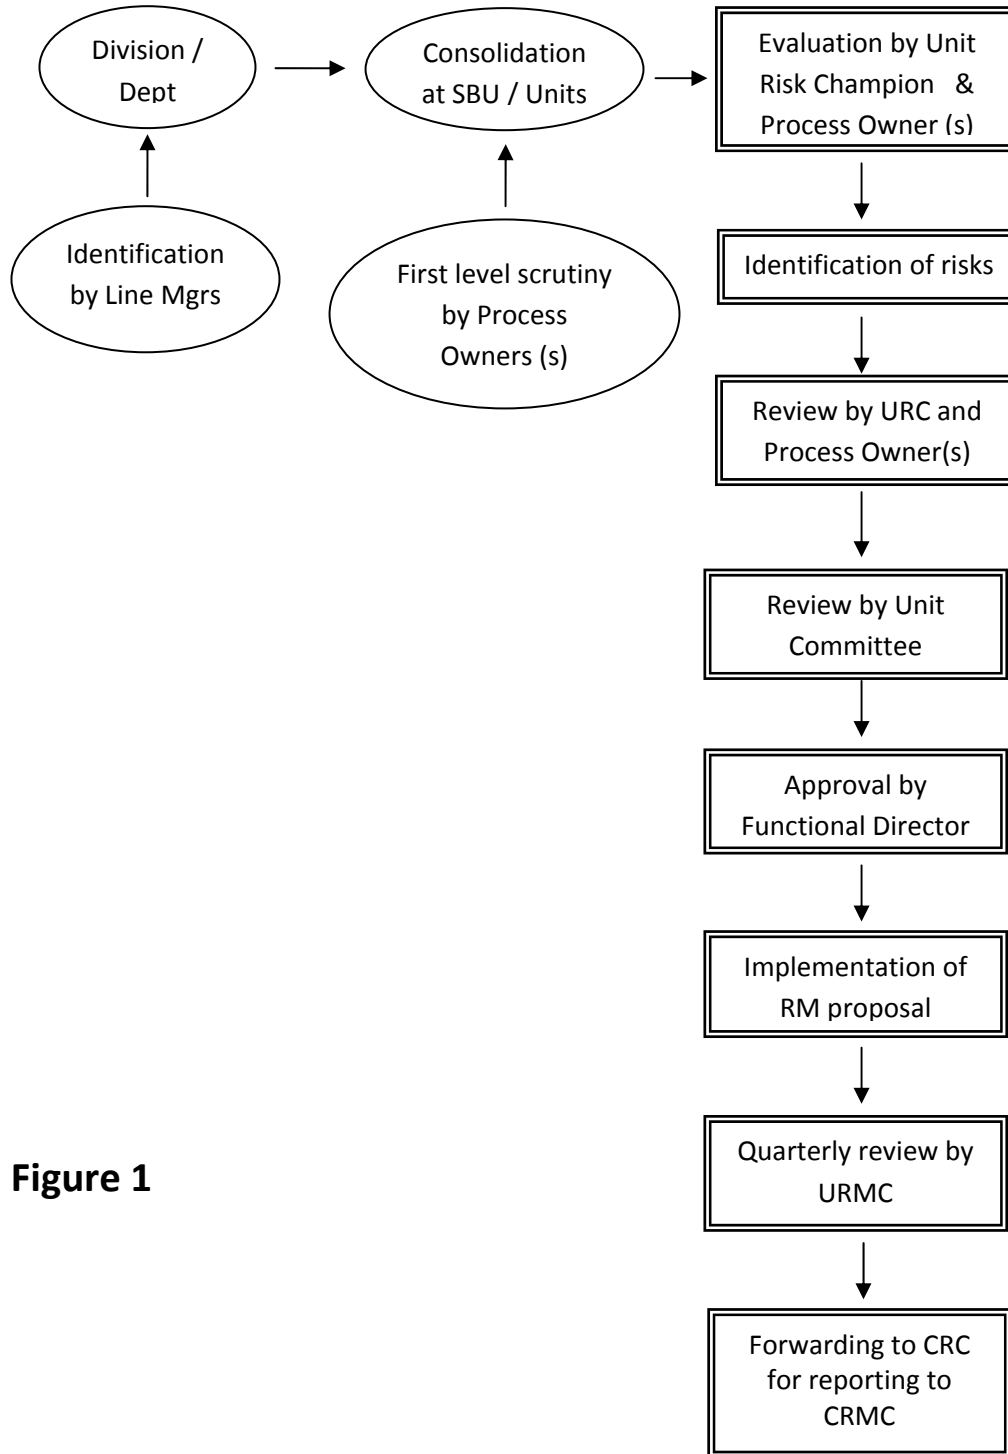 Division /
Dept
Consolidation
at SBU / Units
Evaluation by Unit
Risk Champion &
Process Owner (s)
Identification
by Line Mgrs
First level scrutiny
by Process
Owners (s)
Identification of risks
Review by URC and
Process Owner(s)
Review by Unit
Committee
Approval by
Functional Director
Implementation of
RM proposal
Quarterly review by
URMC
Figure 1
Forwarding to CRC
for reporting to
CRMC